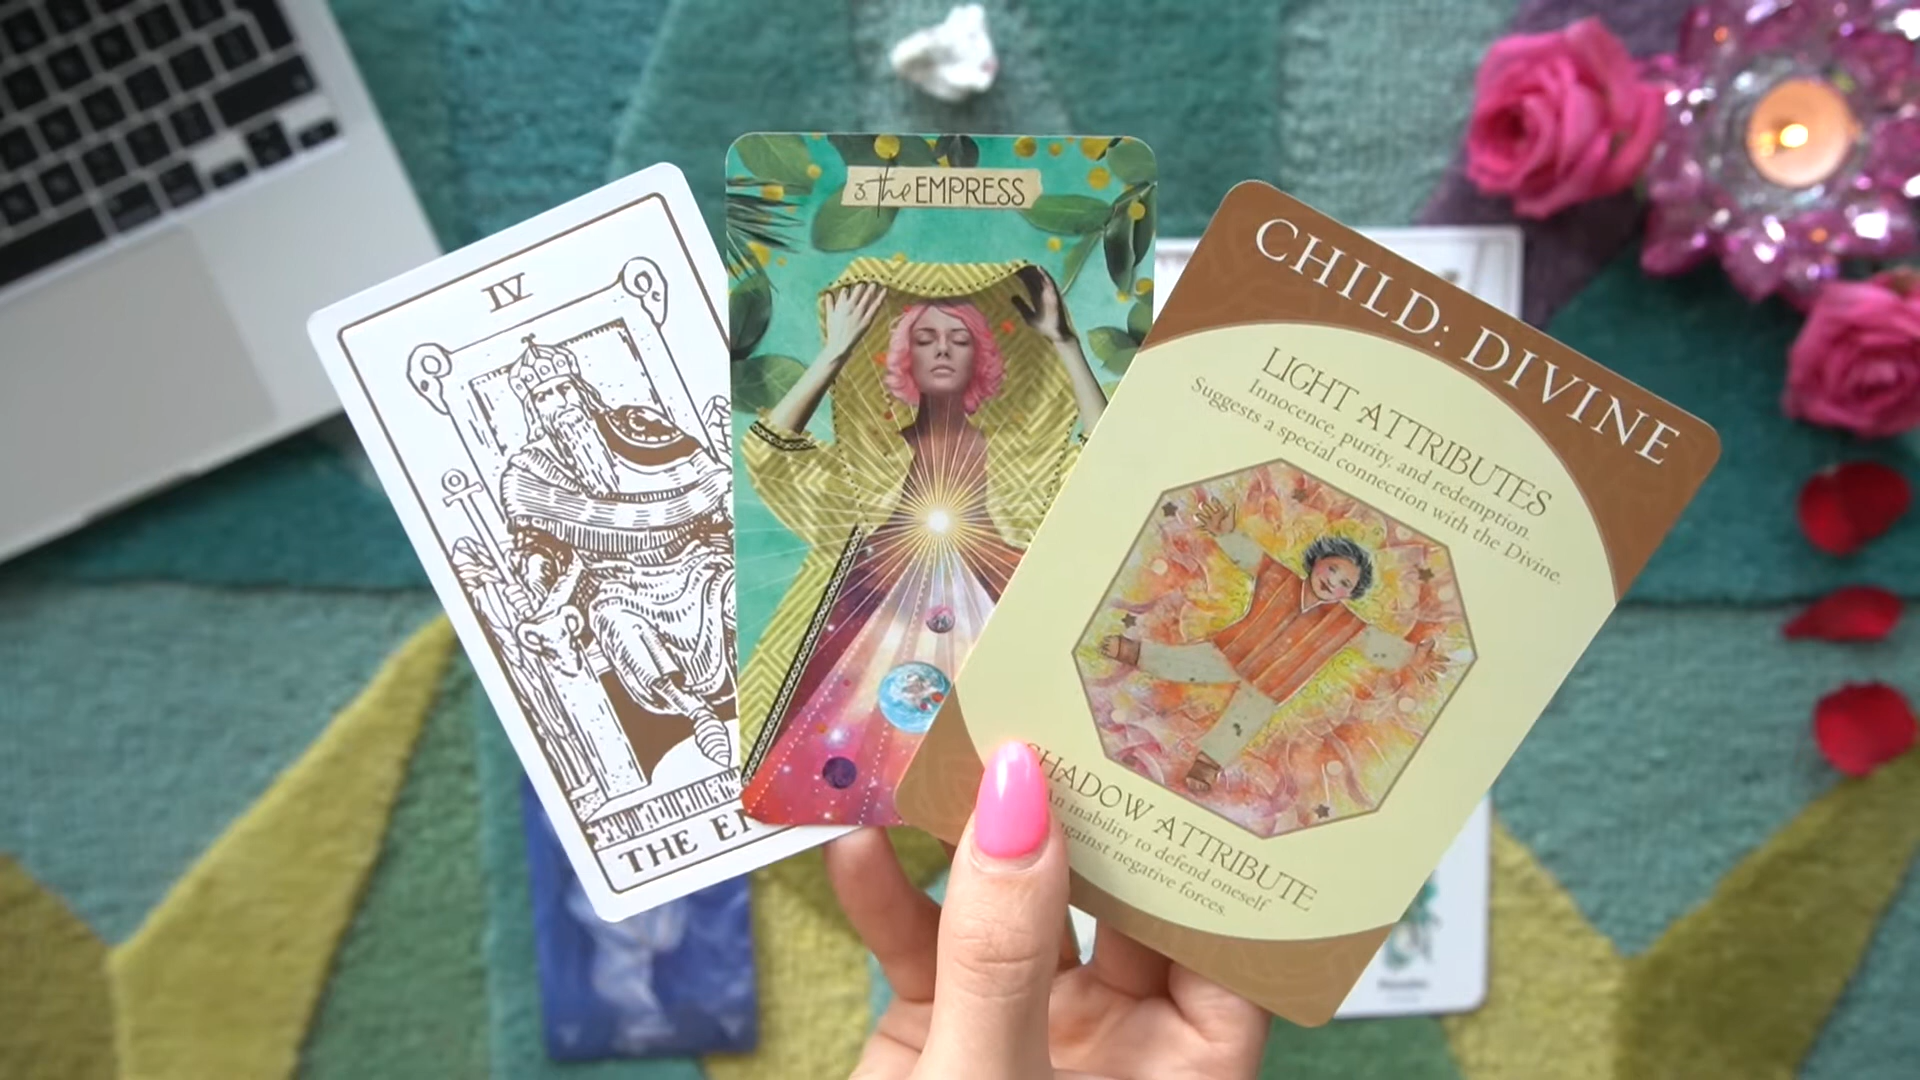 IV
THE EM
3. the EMPRESS
CHILD: DIVINE
LIGHT ATTRIBUTES
Innocence, purity, and redemption.
Suggests a special connection with the Divine.
SHADOW ATTRIBUTE
An inability to defend oneself
against negative forces.